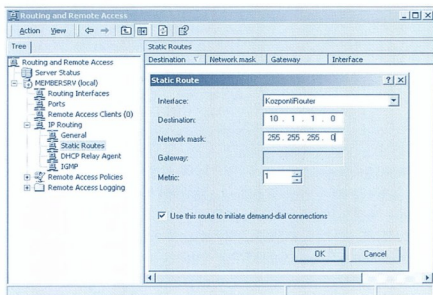 Routing and Remote Access
Action View
Tree
Static Routes
Destination Network mask Gateway Interface
Routing and Remote Access
Server Status
MEMBERSRV (local)
Routing Interfaces
Ports
Remote Access Clients (0)
IP Routing
General
Static Routes
DHCP Relay Agent
IGMP
Remote Access Policies
Remote Access Logging
Static Route
Interface: KozpontiRouter
Destination: 10 . 1 . 1 . 0
Network mask: 255 . 255 . 255 . 0
Gateway:
Metric: 1
Use this route to initiate demand-dial connections
OK Cancel